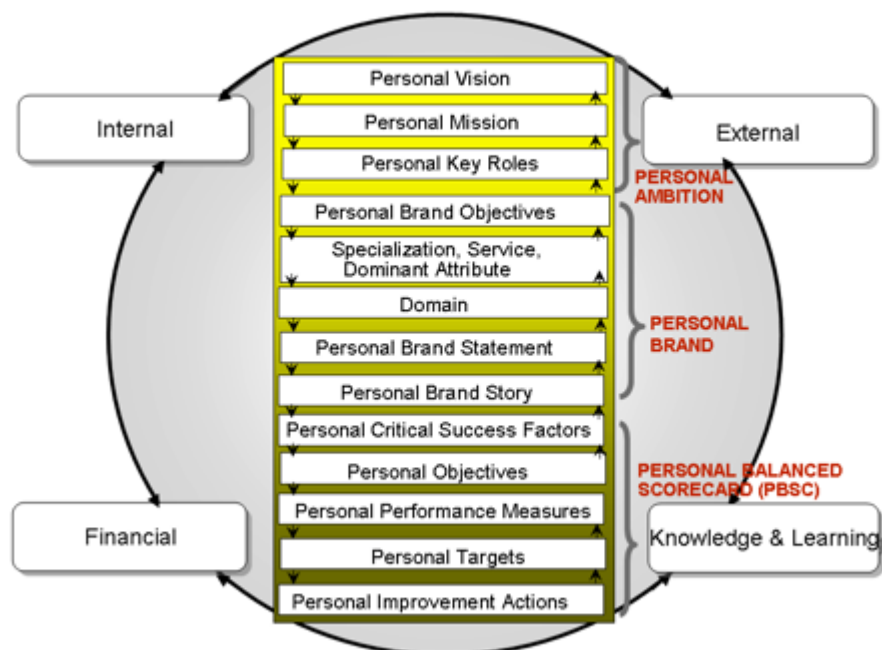 Personal Vision
Internal
Personal Mission
External
Personal Key Roles
PERSONAL
AMBITION
Personal Brand Objectives
Specialization, Service,
Dominant Attribute
Domain
PERSONAL
BRAND
Personal Brand Statement
Personal Brand Story
Personal Critical Success Factors
Personal Objectives
PERSONAL BALANCED
SCORECARD (PBSC)
Personal Performance Measures
Financial
Knowledge & Learning
Personal Targets
Personal Improvement Actions